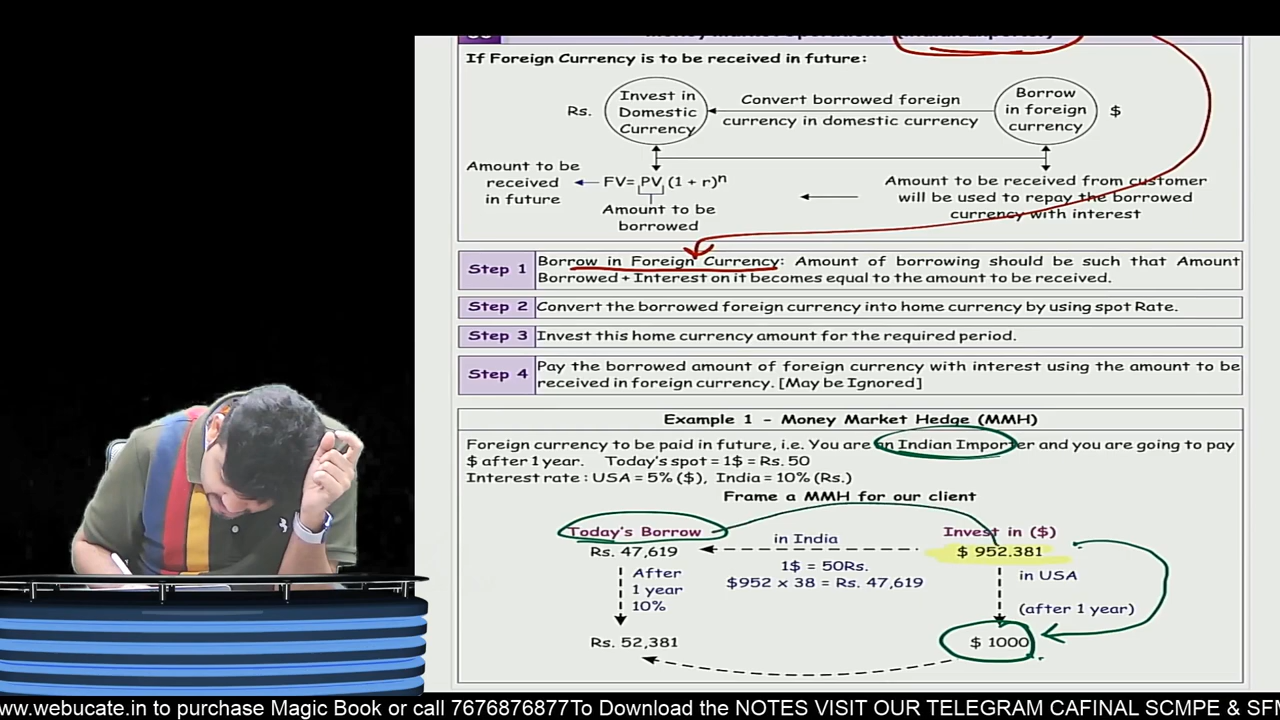 If Foreign Currency is to be received in future:
Rs.
Invest in
Domestic
Currency
Convert borrowed foreign
currency in domestic currency
Borrow
in foreign
currency
$
Amount to be
received
in future
FV= PV (1 + r)n
Amount to be
borrowed
Amount to be received from customer
will be used to repay the borrowed
currency with interest
Step 1
Borrow in Foreign Currency: Amount of borrowing should be such that Amount
Borrowed + Interest on it becomes equal to the amount to be received.
Step 2
Convert the borrowed foreign currency into home currency by using spot Rate.
Step 3
Invest this home currency amount for the required period.
Step 4
Pay the borrowed amount of foreign currency with interest using the amount to be
received in foreign currency. [May be Ignored]
Example 1 - Money Market Hedge (MMH)
Foreign currency to be paid in future, i.e. You are an Indian Importer and you are going to pay
$ after 1 year. Today's spot = 1$ = Rs. 50
Interest rate : USA = 5% ($), India = 10% (Rs.)
Frame a MMH for our client
Today's Borrow
Rs. 47,619
in India
1$ = 50Rs.
$952 x 38 = Rs. 47,619
Invest in ($)
$ 952.381
After
1 year
10%
in USA
(after 1 year)
Rs. 52,381
$ 1000
ww.webucate.in to purchase Magic Book or call 7676876877To Download the NOTES VISIT OUR TELEGRAM CAFINAL SCMPE & SFM